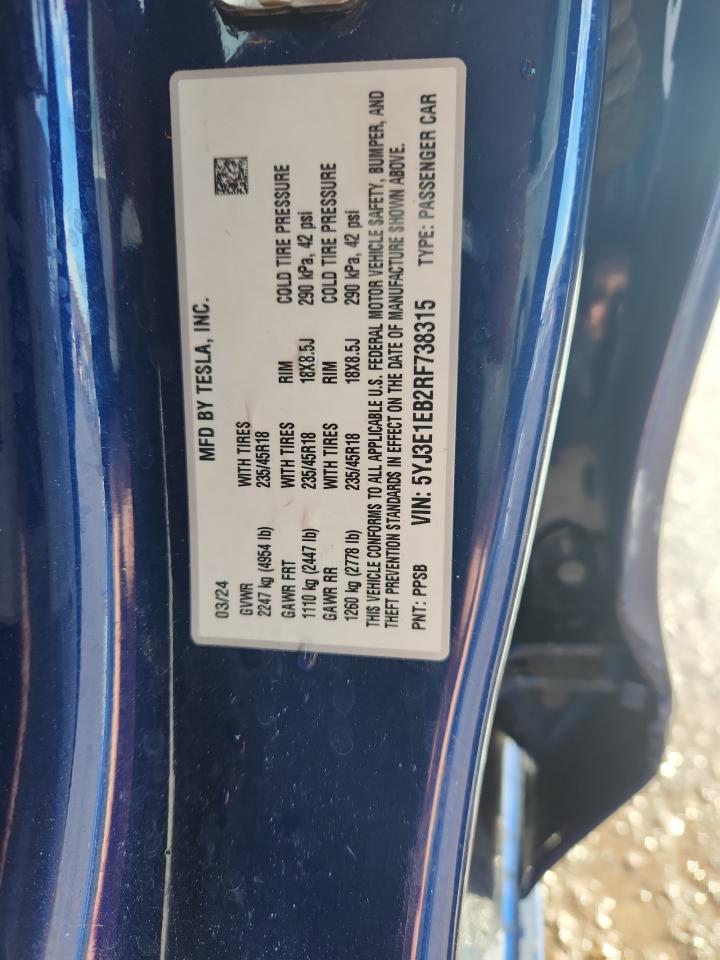 03/24 MFD BY TESLA, INC.
GVWR WITH TIRES
2247 kg (4954 lb) 235/45R18
GAWR FRT WITH TIRES RIM COLD TIRE PRESSURE
1110 kg (2447 lb) 235/45R18 18X8.5J 290 kPa, 42 psi
GAWR RR WITH TIRES RIM COLD TIRE PRESSURE
1260 kg (2778 lb) 235/45R18 18X8.5J 290 kPa, 42 psi
THIS VEHICLE CONFORMS TO ALL APPLICABLE U.S. FEDERAL MOTOR VEHICLE SAFETY, BUMPER, AND
THEFT PREVENTION STANDARDS IN EFFECT ON THE DATE OF MANUFACTURE SHOWN ABOVE.
PNT: PPSB VIN: 5YJ3E1EB2RF738315 TYPE: PASSENGER CAR